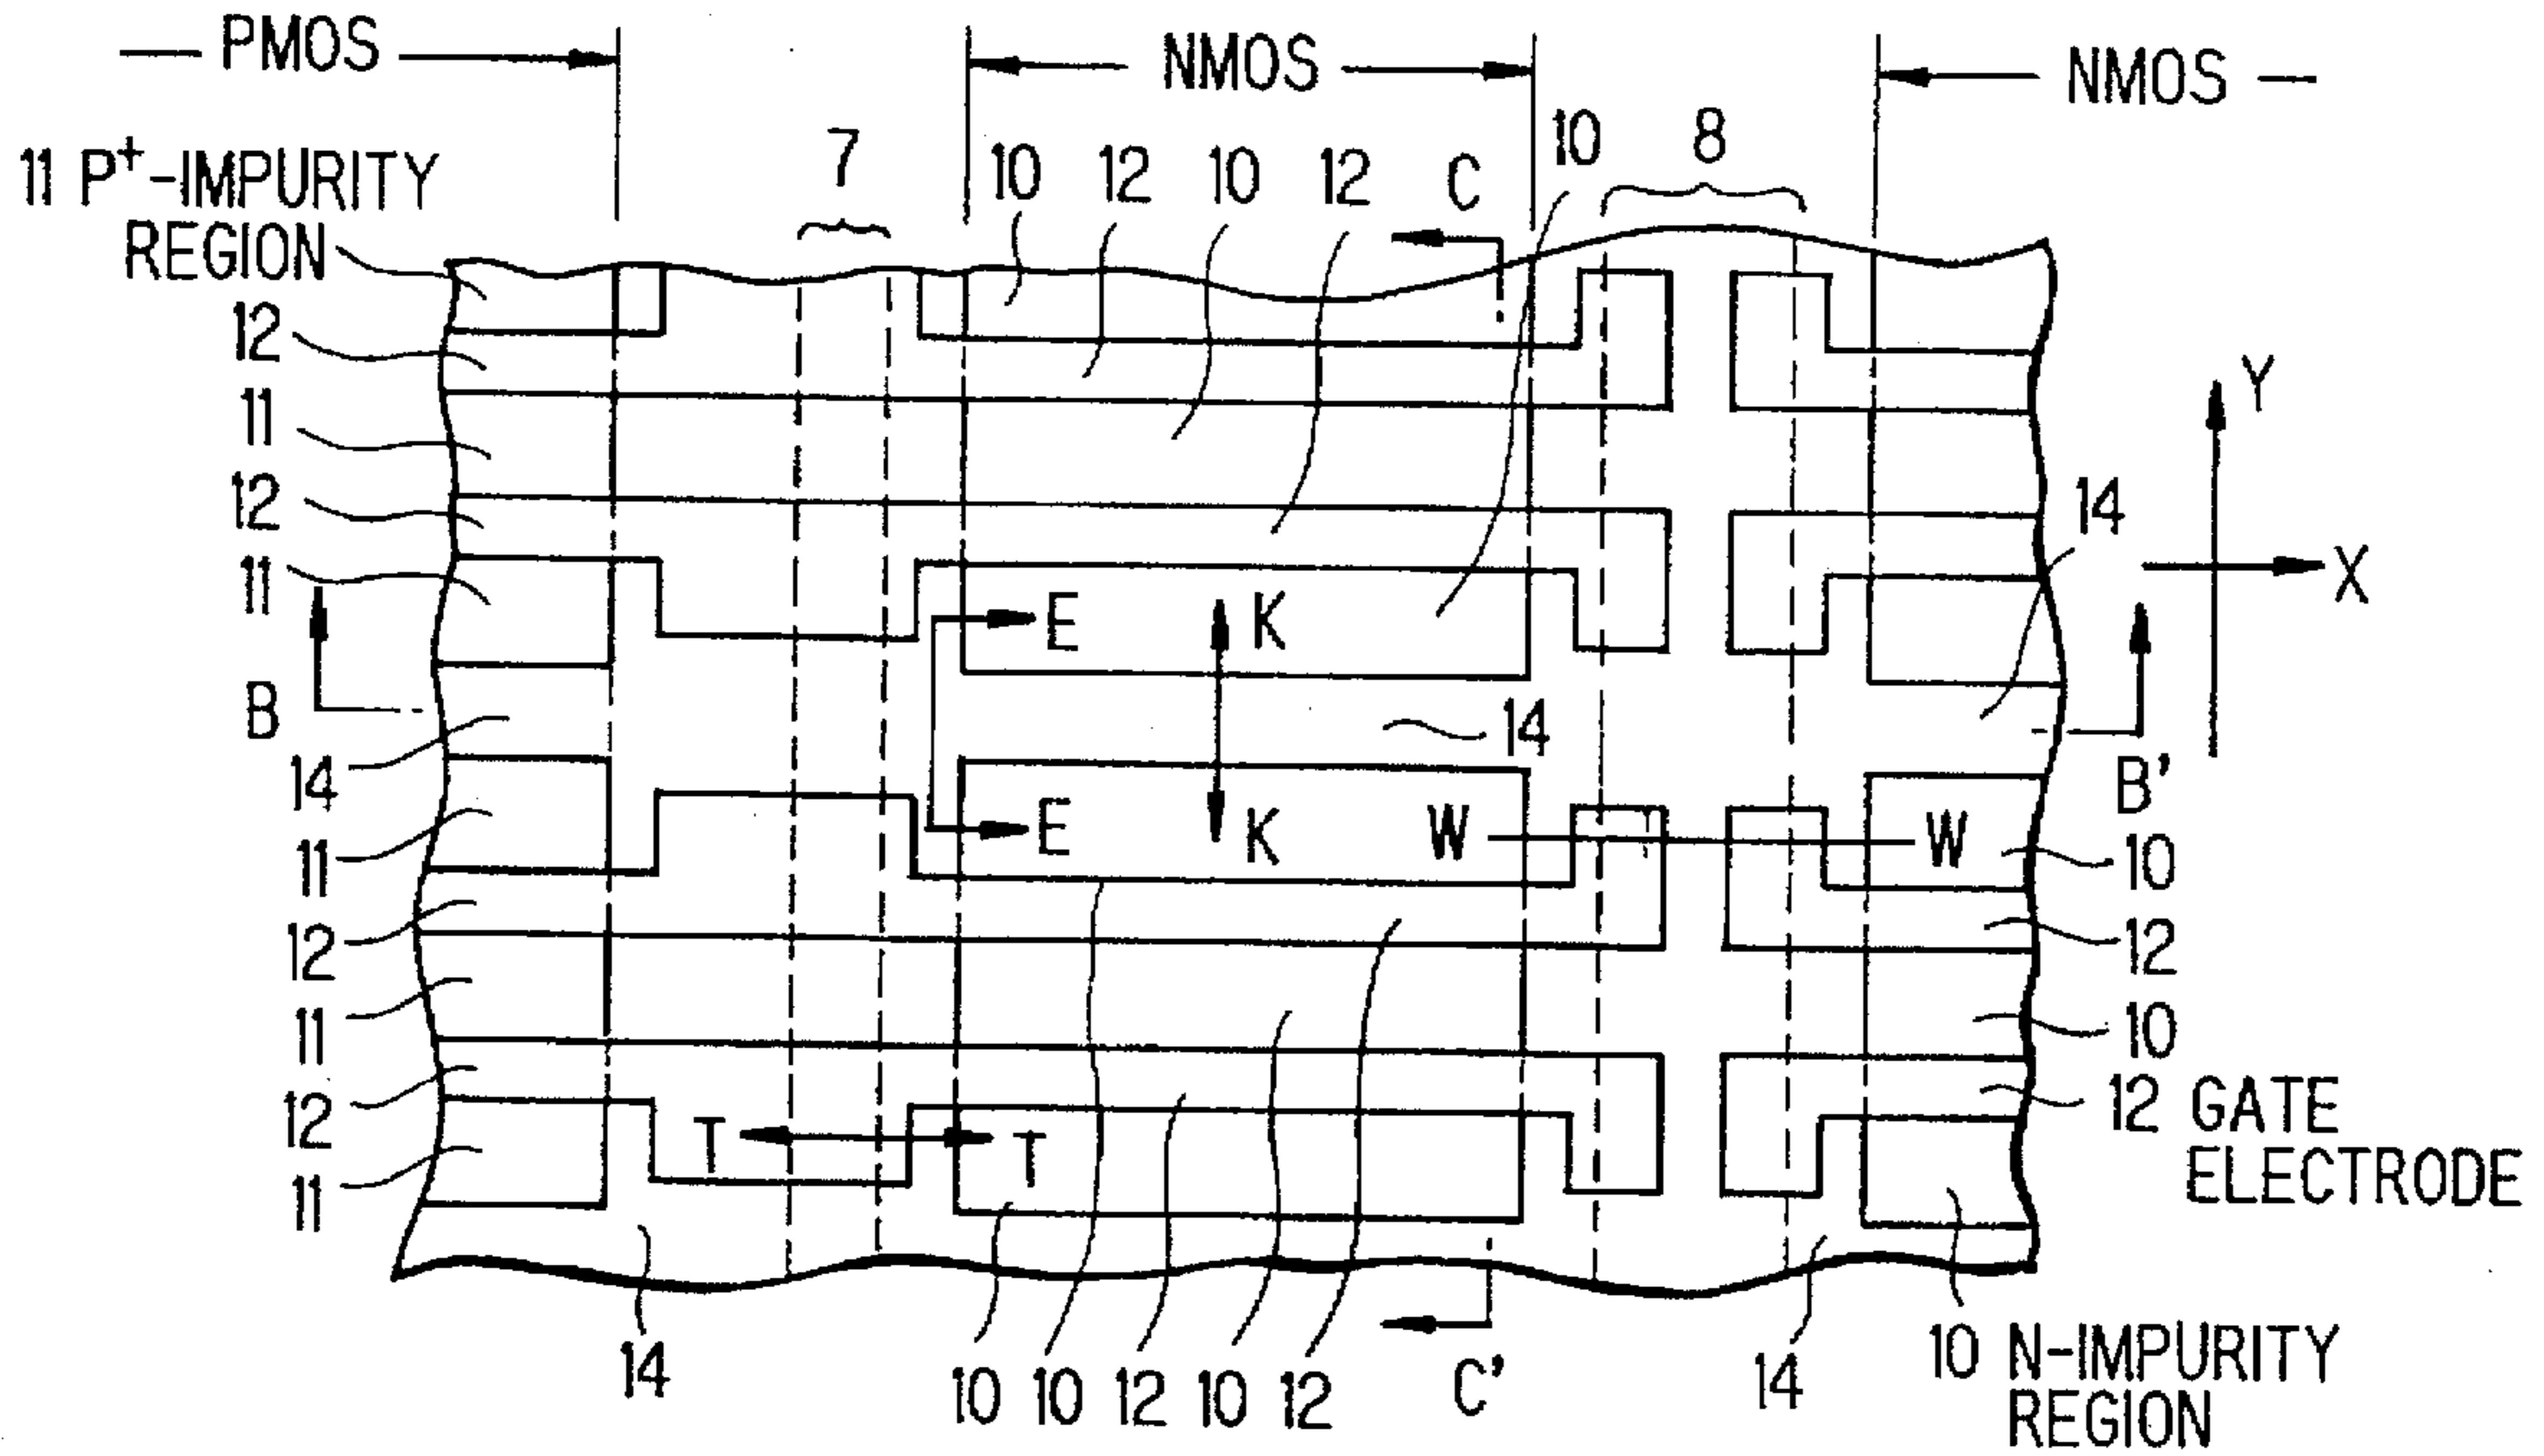 PMOS
NMOS
NMOS
7
10
12
10
12
C
10
8
11 P+-IMPURITY
REGION
12
11
12
11
Y
X
14
E
K
B
14
14
B'
E
K
W
W
11
10
12
12
11
10
12
12 GATE
ELECTRODE
T
T
11
14
10
10
12
10
12
C'
14
10 N-IMPURITY
REGION